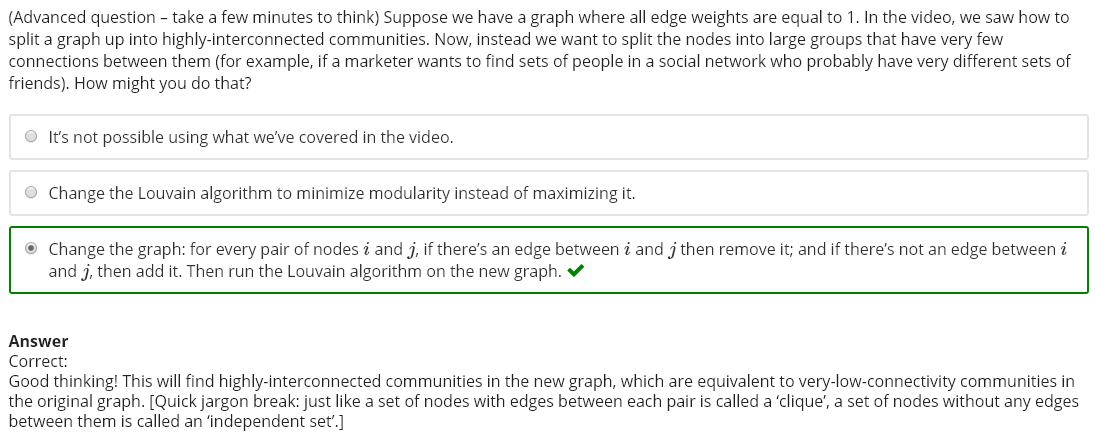 (Advanced question – take a few minutes to think) Suppose we have a graph where all edge weights are equal to 1. In the video, we saw how to
split a graph up into highly-interconnected communities. Now, instead we want to split the nodes into large groups that have very few
connections between them (for example, if a marketer wants to find sets of people in a social network who probably have very different sets of
friends). How might you do that?
It's not possible using what we've covered in the video.
Change the Louvain algorithm to minimize modularity instead of maximizing it.
Change the graph: for every pair of nodes i and j, if there's an edge between i and j then remove it; and if there's not an edge between i
and j, then add it. Then run the Louvain algorithm on the new graph. ✔
Answer
Correct:
Good thinking! This will find highly-interconnected communities in the new graph, which are equivalent to very-low-connectivity communities in
the original graph. [Quick jargon break: just like a set of nodes with edges between each pair is called a 'clique', a set of nodes without any edges
between them is called an 'independent set'.]